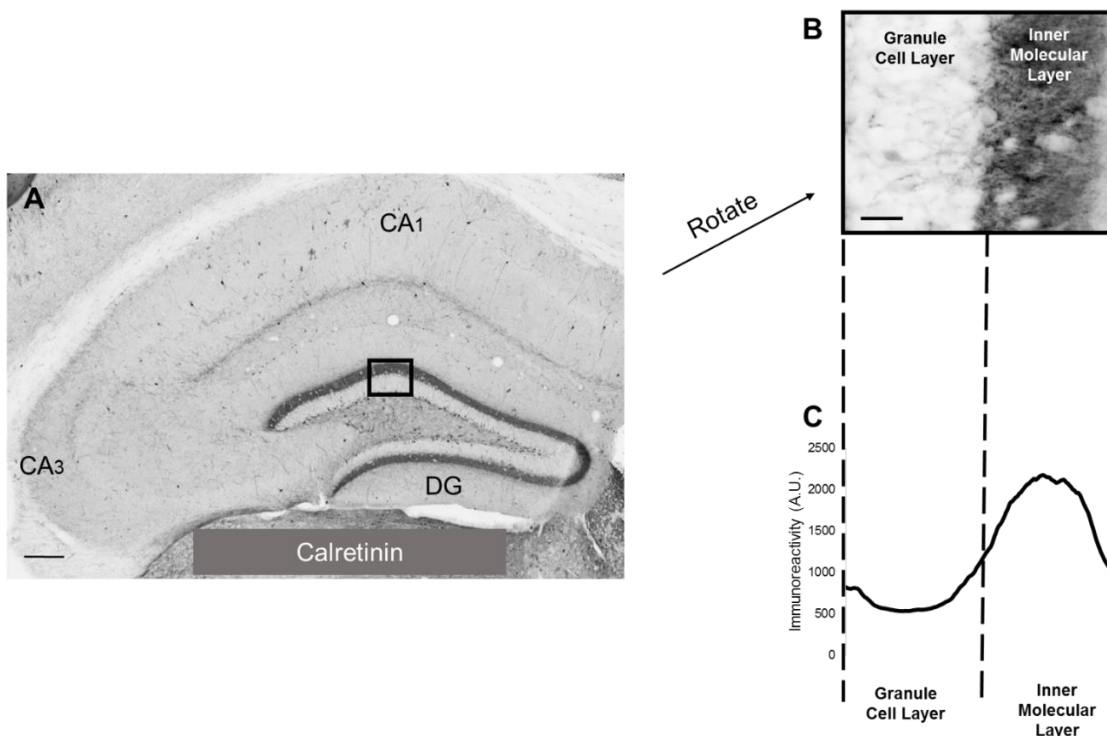 A
CA1
CA3
DG
Calretinin
Rotate
B
Granule
Cell Layer
Inner
Molecular
Layer
C
Immunoreactivity (A.U.)
2500
2000
1500
1000
500
0
Granule
Cell Layer
Inner
Molecular
Layer